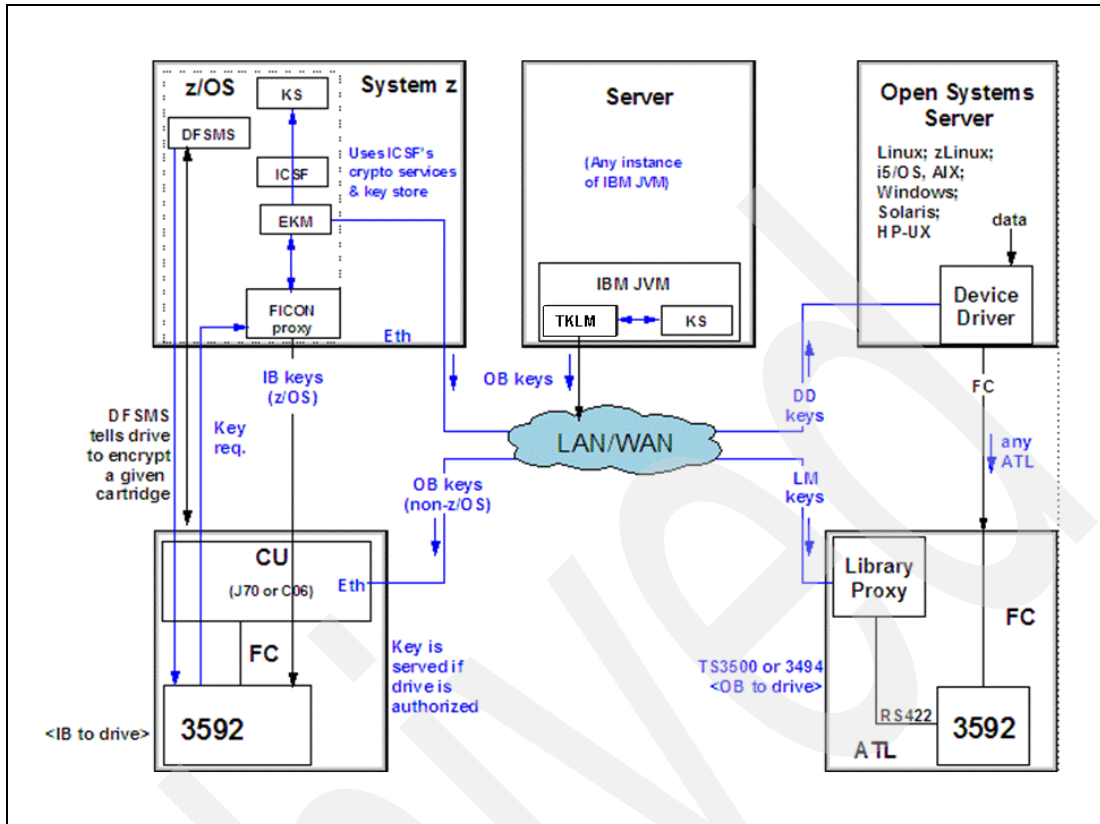 z/OS
System z
KS
DFSMS
ICSF
EKM
FICON
proxy
Uses ICSF's
crypto services
& key store
Eth
Server
(Any instance
of IBM JVM)
IBM JVM
TKLM
KS
Open Systems
Server
Linux; zLinux;
i5/OS, AIX;
Windows;
Solaris;
HP-UX
data
Device
Driver
IB keys
(z/OS)
OB keys
DD
keys
FC
DFSMS
tells drive
to encrypt
a given
cartridge
Key
req.
LAN/WAN
any
ATL
OB keys
(non-z/OS)
LM
keys
CU
(J70 or C06)
Eth
FC
3592
<IB to drive>
Key is
served if
drive is
authorized
Library
Proxy
FC
TS3500 or 3494
<OB to drive>
RS422
3592
ATL